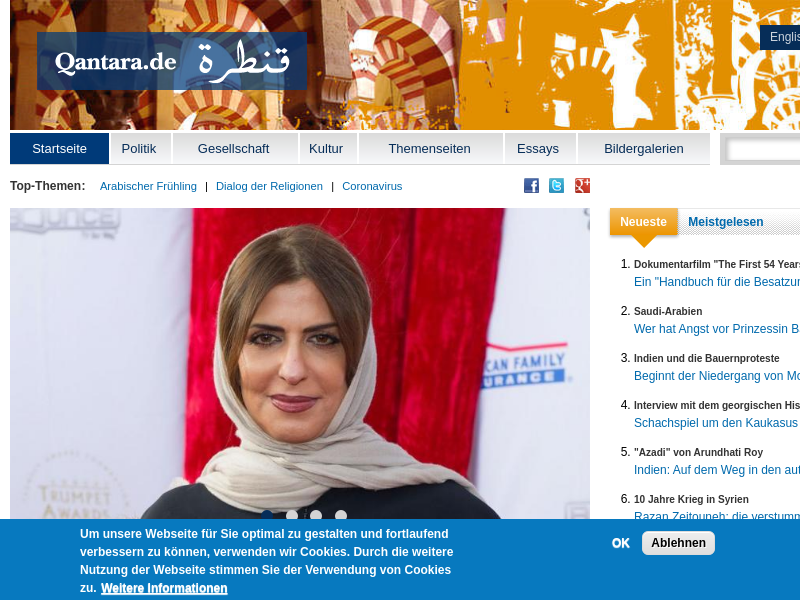 Qantara.de قنطرة
Englis
Startseite Politik Gesellschaft Kultur Themenseiten Essays Bildergalerien
Top-Themen: Arabischer Frühling | Dialog der Religionen | Coronavirus
Neueste Meistgelesen
1. Dokumentarfilm "The First 54 Years
Ein "Handbuch für die Besatzun
2. Saudi-Arabien
Wer hat Angst vor Prinzessin Ba
3. Indien und die Bauernproteste
Beginnt der Niedergang von Mo
4. Interview mit dem georgischen His
Schachspiel um den Kaukasus
5. "Azadi" von Arundhati Roy
Indien: Auf dem Weg in den aut
6. 10 Jahre Krieg in Syrien
Razan Zeitouneh: die verstumm
BOUNCE
CAN FAMILY
SURANCE
TRUMPET
AWARDS
Um unsere Webseite für Sie optimal zu gestalten und fortlaufend
verbessern zu können, verwenden wir Cookies. Durch die weitere
Nutzung der Webseite stimmen Sie der Verwendung von Cookies
zu. Weitere Informationen
OK Ablehnen